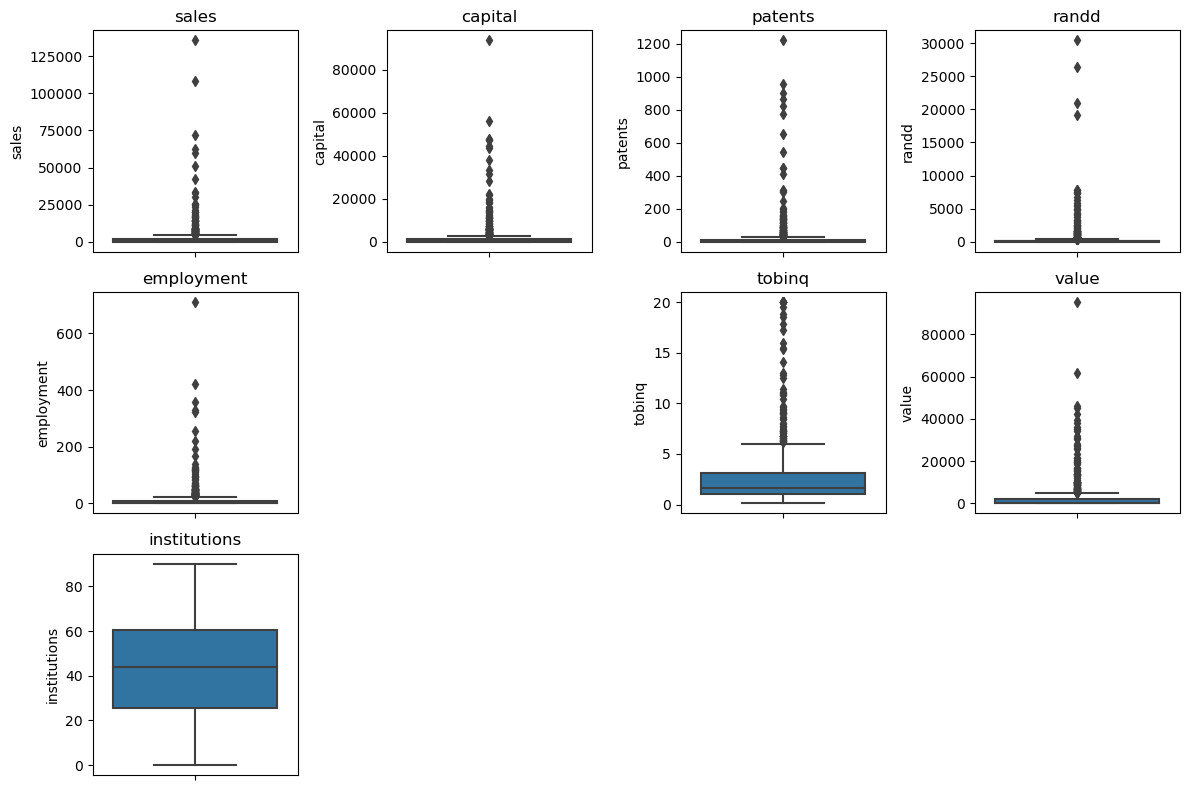 sales
capital
patents
randd
125000
100000
75000
50000
25000
0
sales
80000
60000
40000
20000
0
capital
1200
1000
800
600
400
200
0
patents
30000
25000
20000
15000
10000
5000
0
randd
employment
tobinq
value
600
400
200
0
employment
20
15
10
5
0
tobinq
80000
60000
40000
20000
0
value
institutions
80
60
40
20
0
institutions